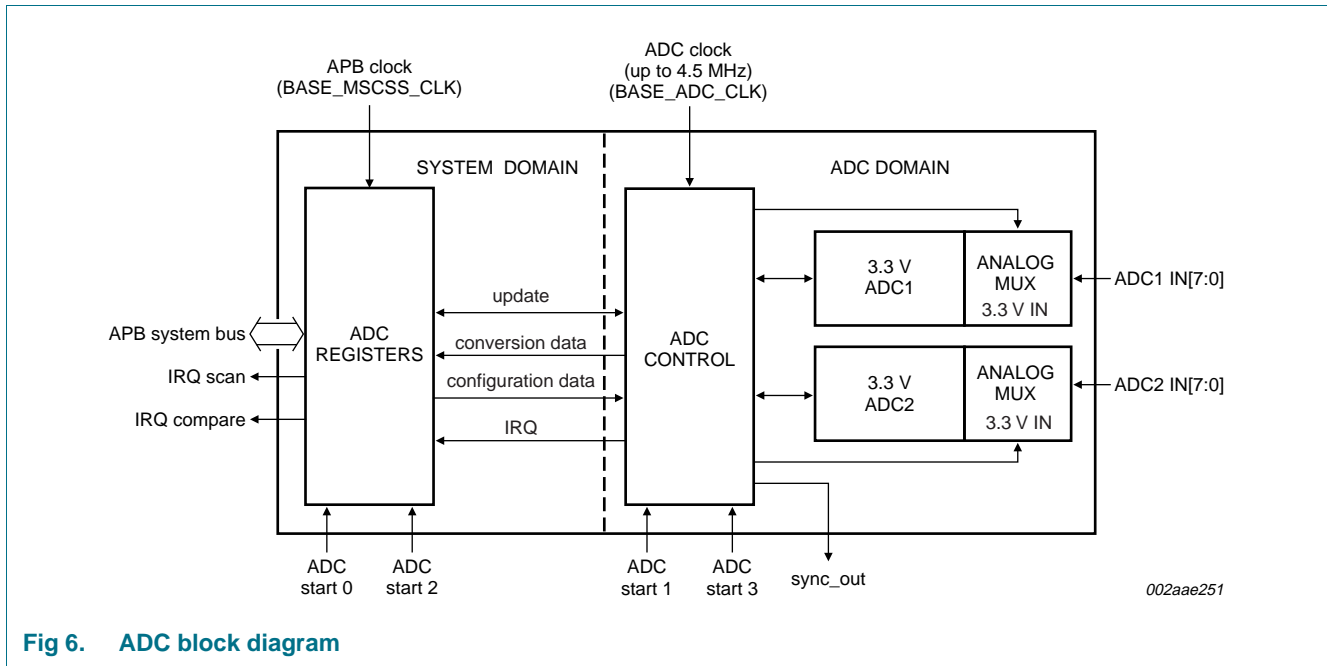 APB clock
(BASE_MSCSS_CLK)
ADC clock
(up to 4.5 MHz)
(BASE_ADC_CLK)
SYSTEM DOMAIN
ADC DOMAIN
APB system bus
IRQ scan
IRQ compare
ADC
REGISTERS
update
conversion data
configuration data
IRQ
ADC
CONTROL
3.3 V
ADC1
ANALOG
MUX
3.3 V IN
ADC1 IN[7:0]
3.3 V
ADC2
ANALOG
MUX
3.3 V IN
ADC2 IN[7:0]
ADC
start 0
ADC
start 2
ADC
start 1
ADC
start 3
sync_out
002aae251
Fig 6. ADC block diagram